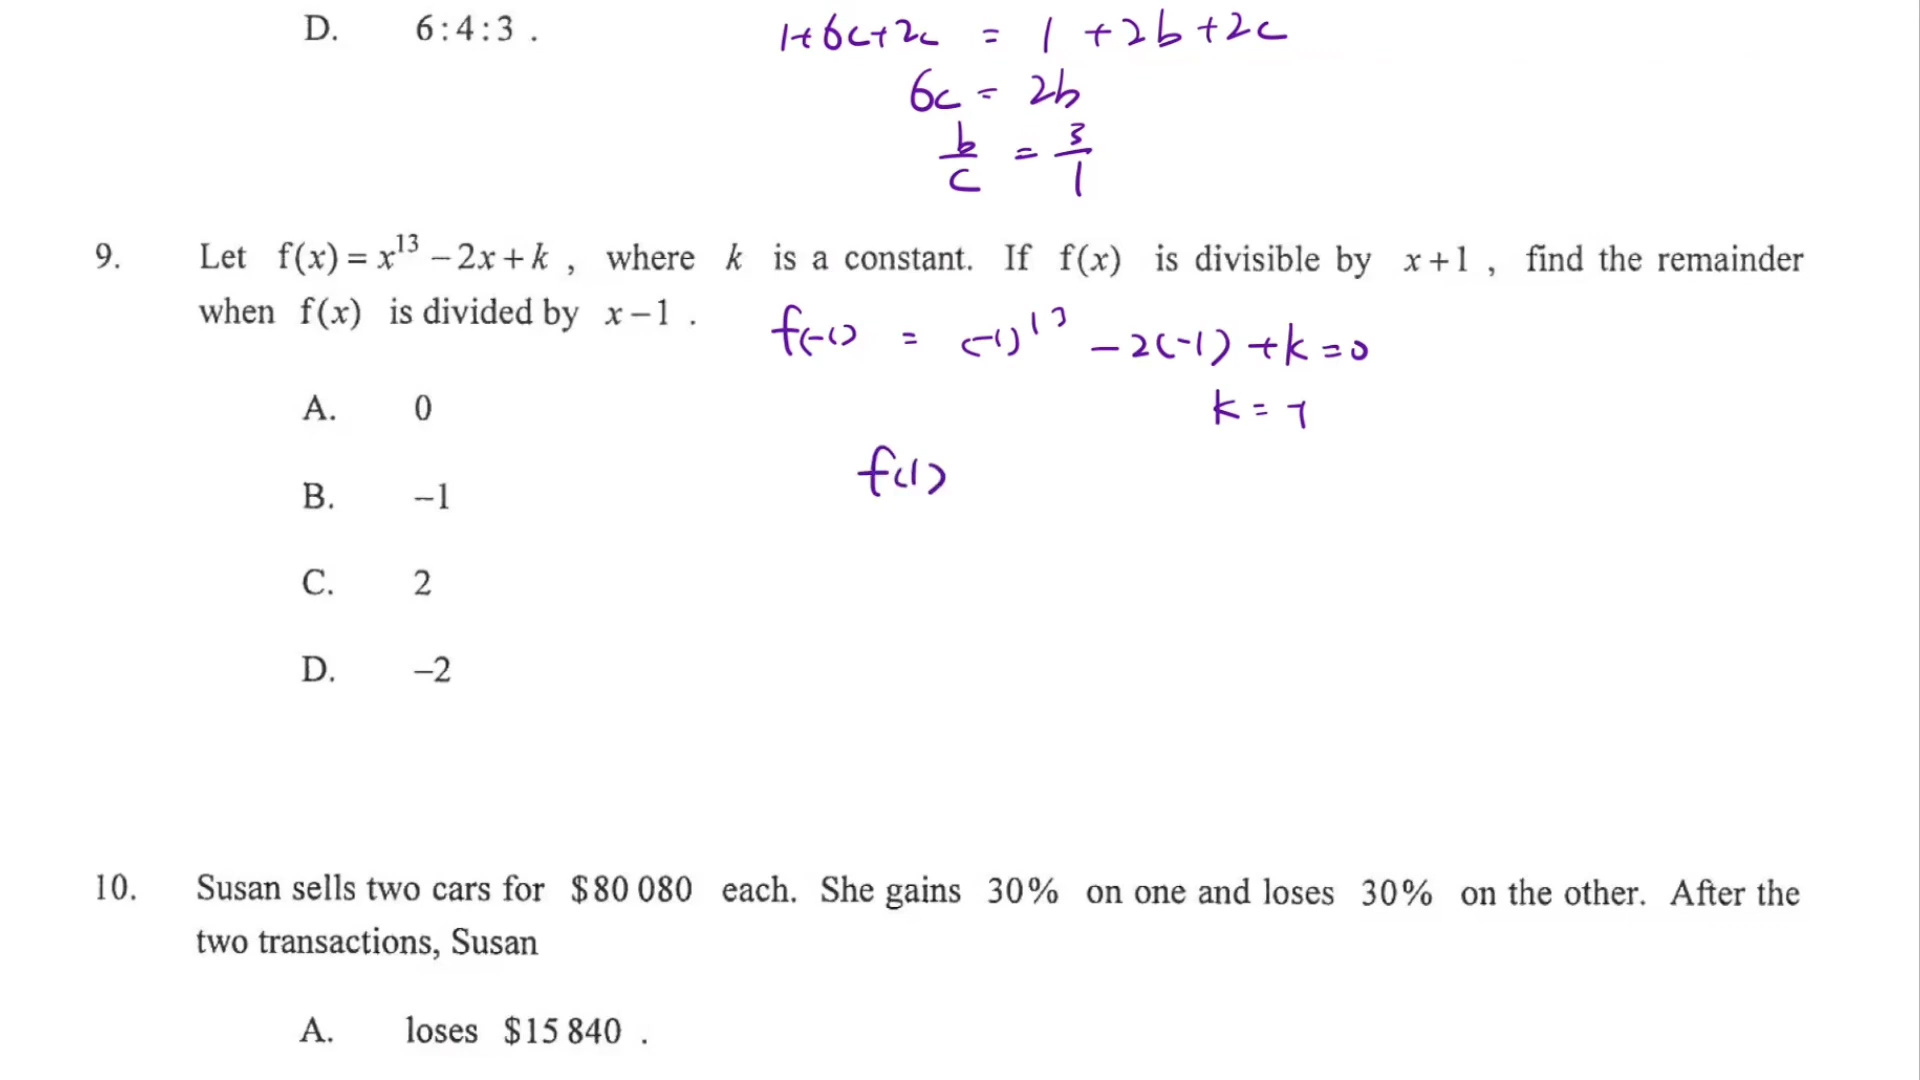 D. 6:4:3 .
1+6c+2c = 1+2b+2c
6c = 2b
b/c = 3/1
9. Let f(x) = x¹³ − 2x + k , where k is a constant. If f(x) is divisible by x+1 , find the remainder
when f(x) is divided by x−1 .
f(-1) = (-1)¹³ − 2(-1) + k = 0
A. 0
k = -1
f(1)
B. −1
C. 2
D. −2
10. Susan sells two cars for $80 080 each. She gains 30% on one and loses 30% on the other. After the
two transactions, Susan
A. loses $15 840 .